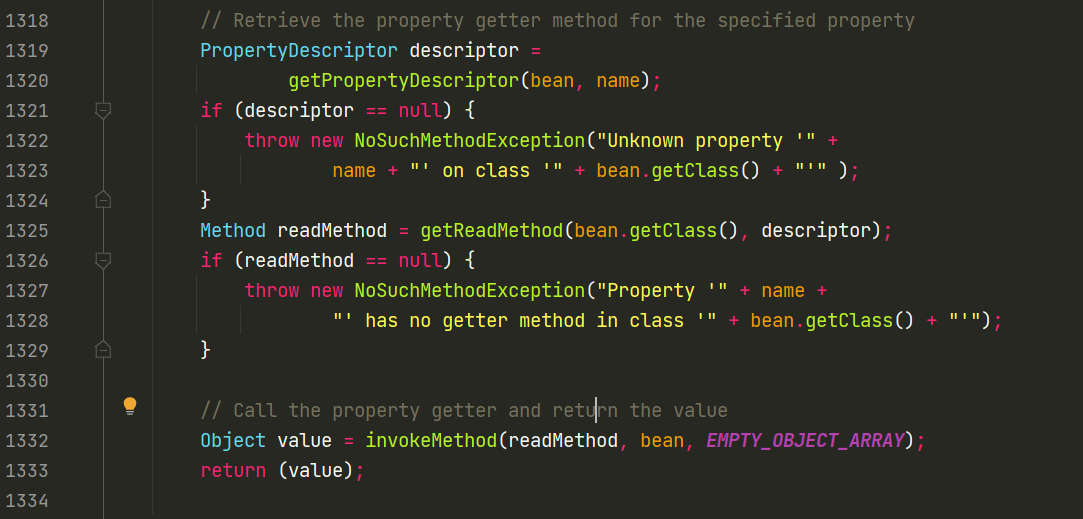 1318 // Retrieve the property getter method for the specified property
1319 PropertyDescriptor descriptor =
1320 getPropertyDescriptor(bean, name);
1321 if (descriptor == null) {
1322 throw new NoSuchMethodException("Unknown property '" +
1323 name + "' on class '" + bean.getClass() + "'" );
1324 }
1325 Method readMethod = getReadMethod(bean.getClass(), descriptor);
1326 if (readMethod == null) {
1327 throw new NoSuchMethodException("Property '" + name +
1328 "' has no getter method in class '" + bean.getClass() + "'");
1329 }
1330
1331 // Call the property getter and return the value
1332 Object value = invokeMethod(readMethod, bean, EMPTY_OBJECT_ARRAY);
1333 return (value);
1334